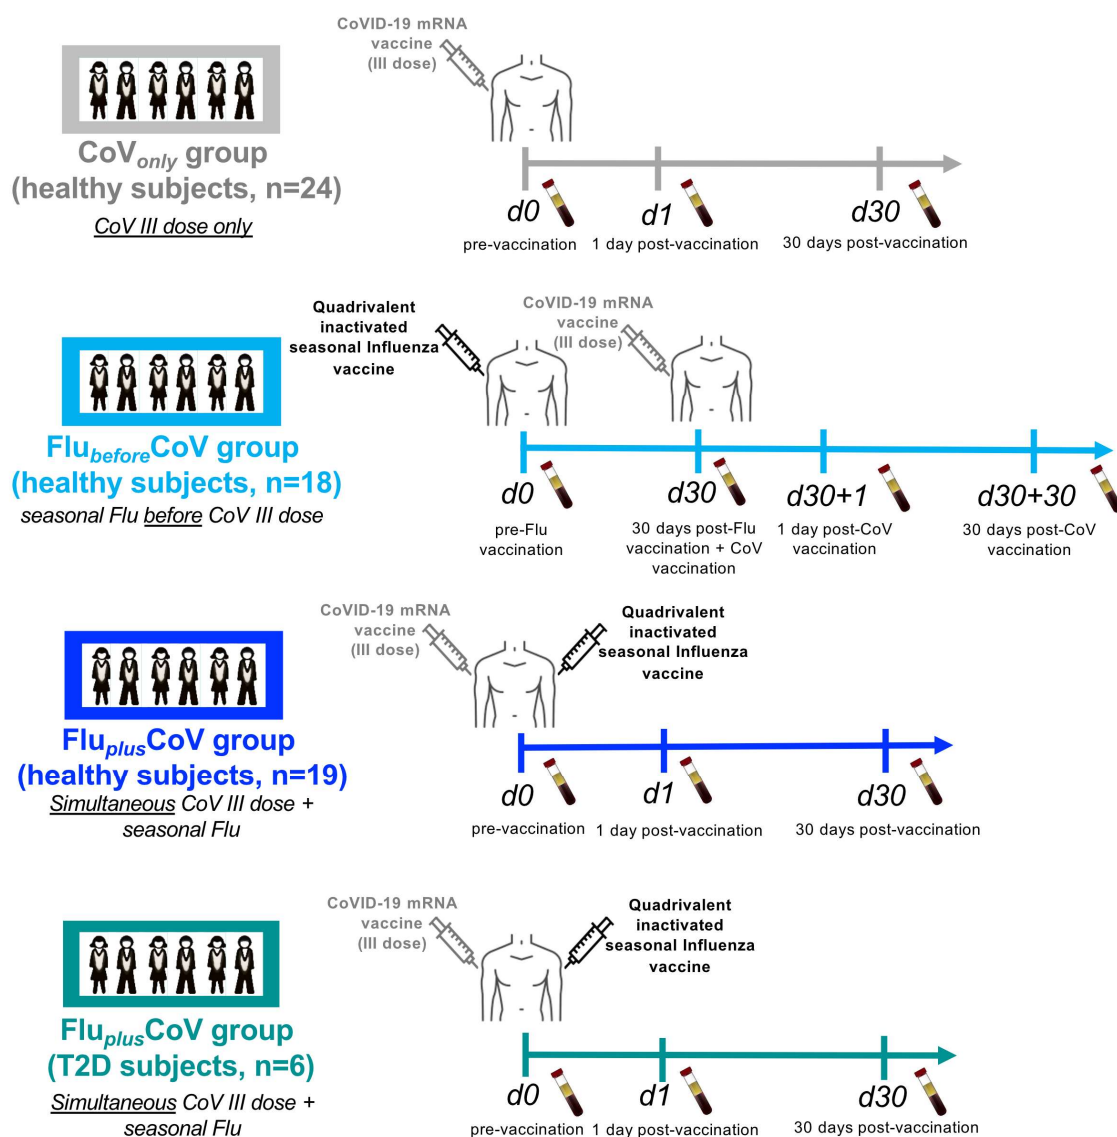 CoVID-19 mRNA
vaccine
(III dose)
CoVonly group
(healthy subjects, n=24)
CoV III dose only
d0
d1
d30
pre-vaccination
1 day post-vaccination
30 days post-vaccination
Quadrivalent
inactivated
seasonal Influenza
vaccine
CoVID-19 mRNA
vaccine
(III dose)
FlubeforeCoV group
(healthy subjects, n=18)
seasonal Flu before CoV III dose
d0
d30
d30+1
d30+30
pre-Flu
vaccination
30 days post-Flu
vaccination + CoV
vaccination
1 day post-CoV
vaccination
30 days post-CoV
vaccination
CoVID-19 mRNA
vaccine
(III dose)
Quadrivalent
inactivated
seasonal Influenza
vaccine
FluplusCoV group
(healthy subjects, n=19)
Simultaneous CoV III dose +
seasonal Flu
d0
d1
d30
pre-vaccination
1 day post-vaccination
30 days post-vaccination
CoVID-19 mRNA
vaccine
(III dose)
Quadrivalent
inactivated
seasonal Influenza
vaccine
FluplusCoV group
(T2D subjects, n=6)
Simultaneous CoV III dose +
seasonal Flu
d0
d1
d30
pre-vaccination
1 day post-vaccination
30 days post-vaccination